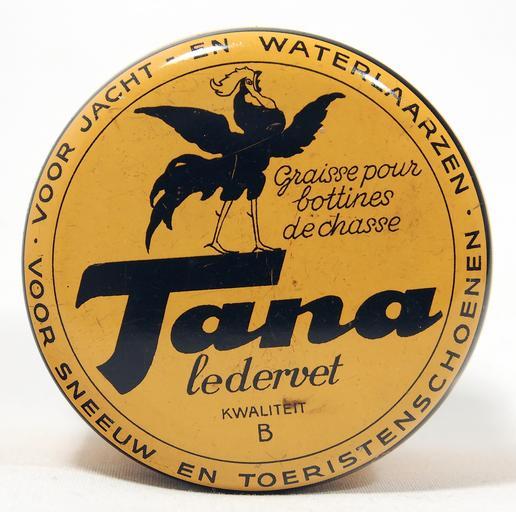 VOOR JACHT - EN WATERLAARZEN ·
VOOR SNEEUW EN TOERISTENSCHOENEN ·
Graisse pour
bottines
de chasse
Tana
ledervet
KWALITEIT
B